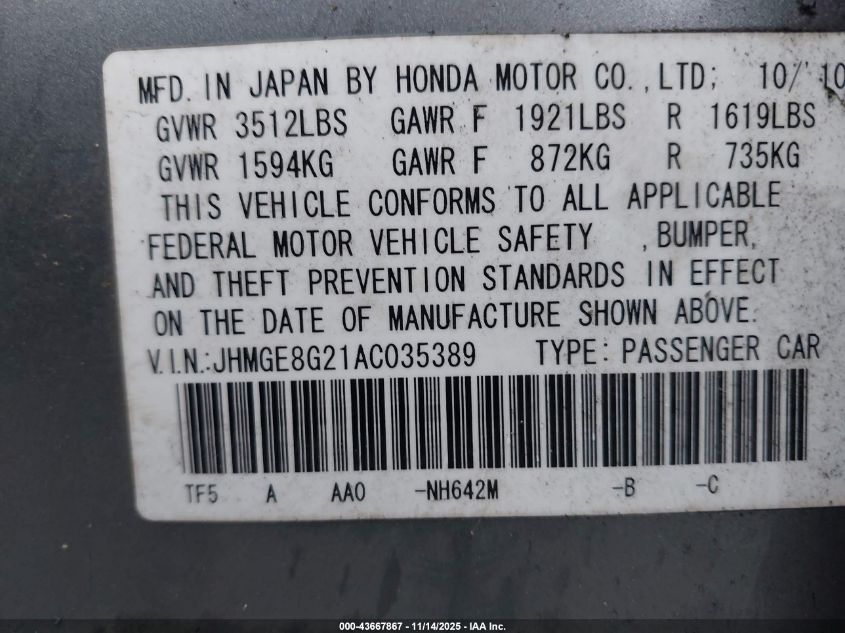 MFD. IN JAPAN BY HONDA MOTOR CO., LTD; 10/'10
GVWR 3512LBS GAWR F 1921LBS R 1619LBS
GVWR 1594KG GAWR F 872KG R 735KG
THIS VEHICLE CONFORMS TO ALL APPLICABLE
FEDERAL MOTOR VEHICLE SAFETY , BUMPER,
AND THEFT PREVENTION STANDARDS IN EFFECT
ON THE DATE OF MANUFACTURE SHOWN ABOVE.
V.I.N.:JHMGE8G21AC035389 TYPE: PASSENGER CAR
TF5 A AAO -NH642M -B -C
000-43667867 - 11/14/2025 - IAA Inc.